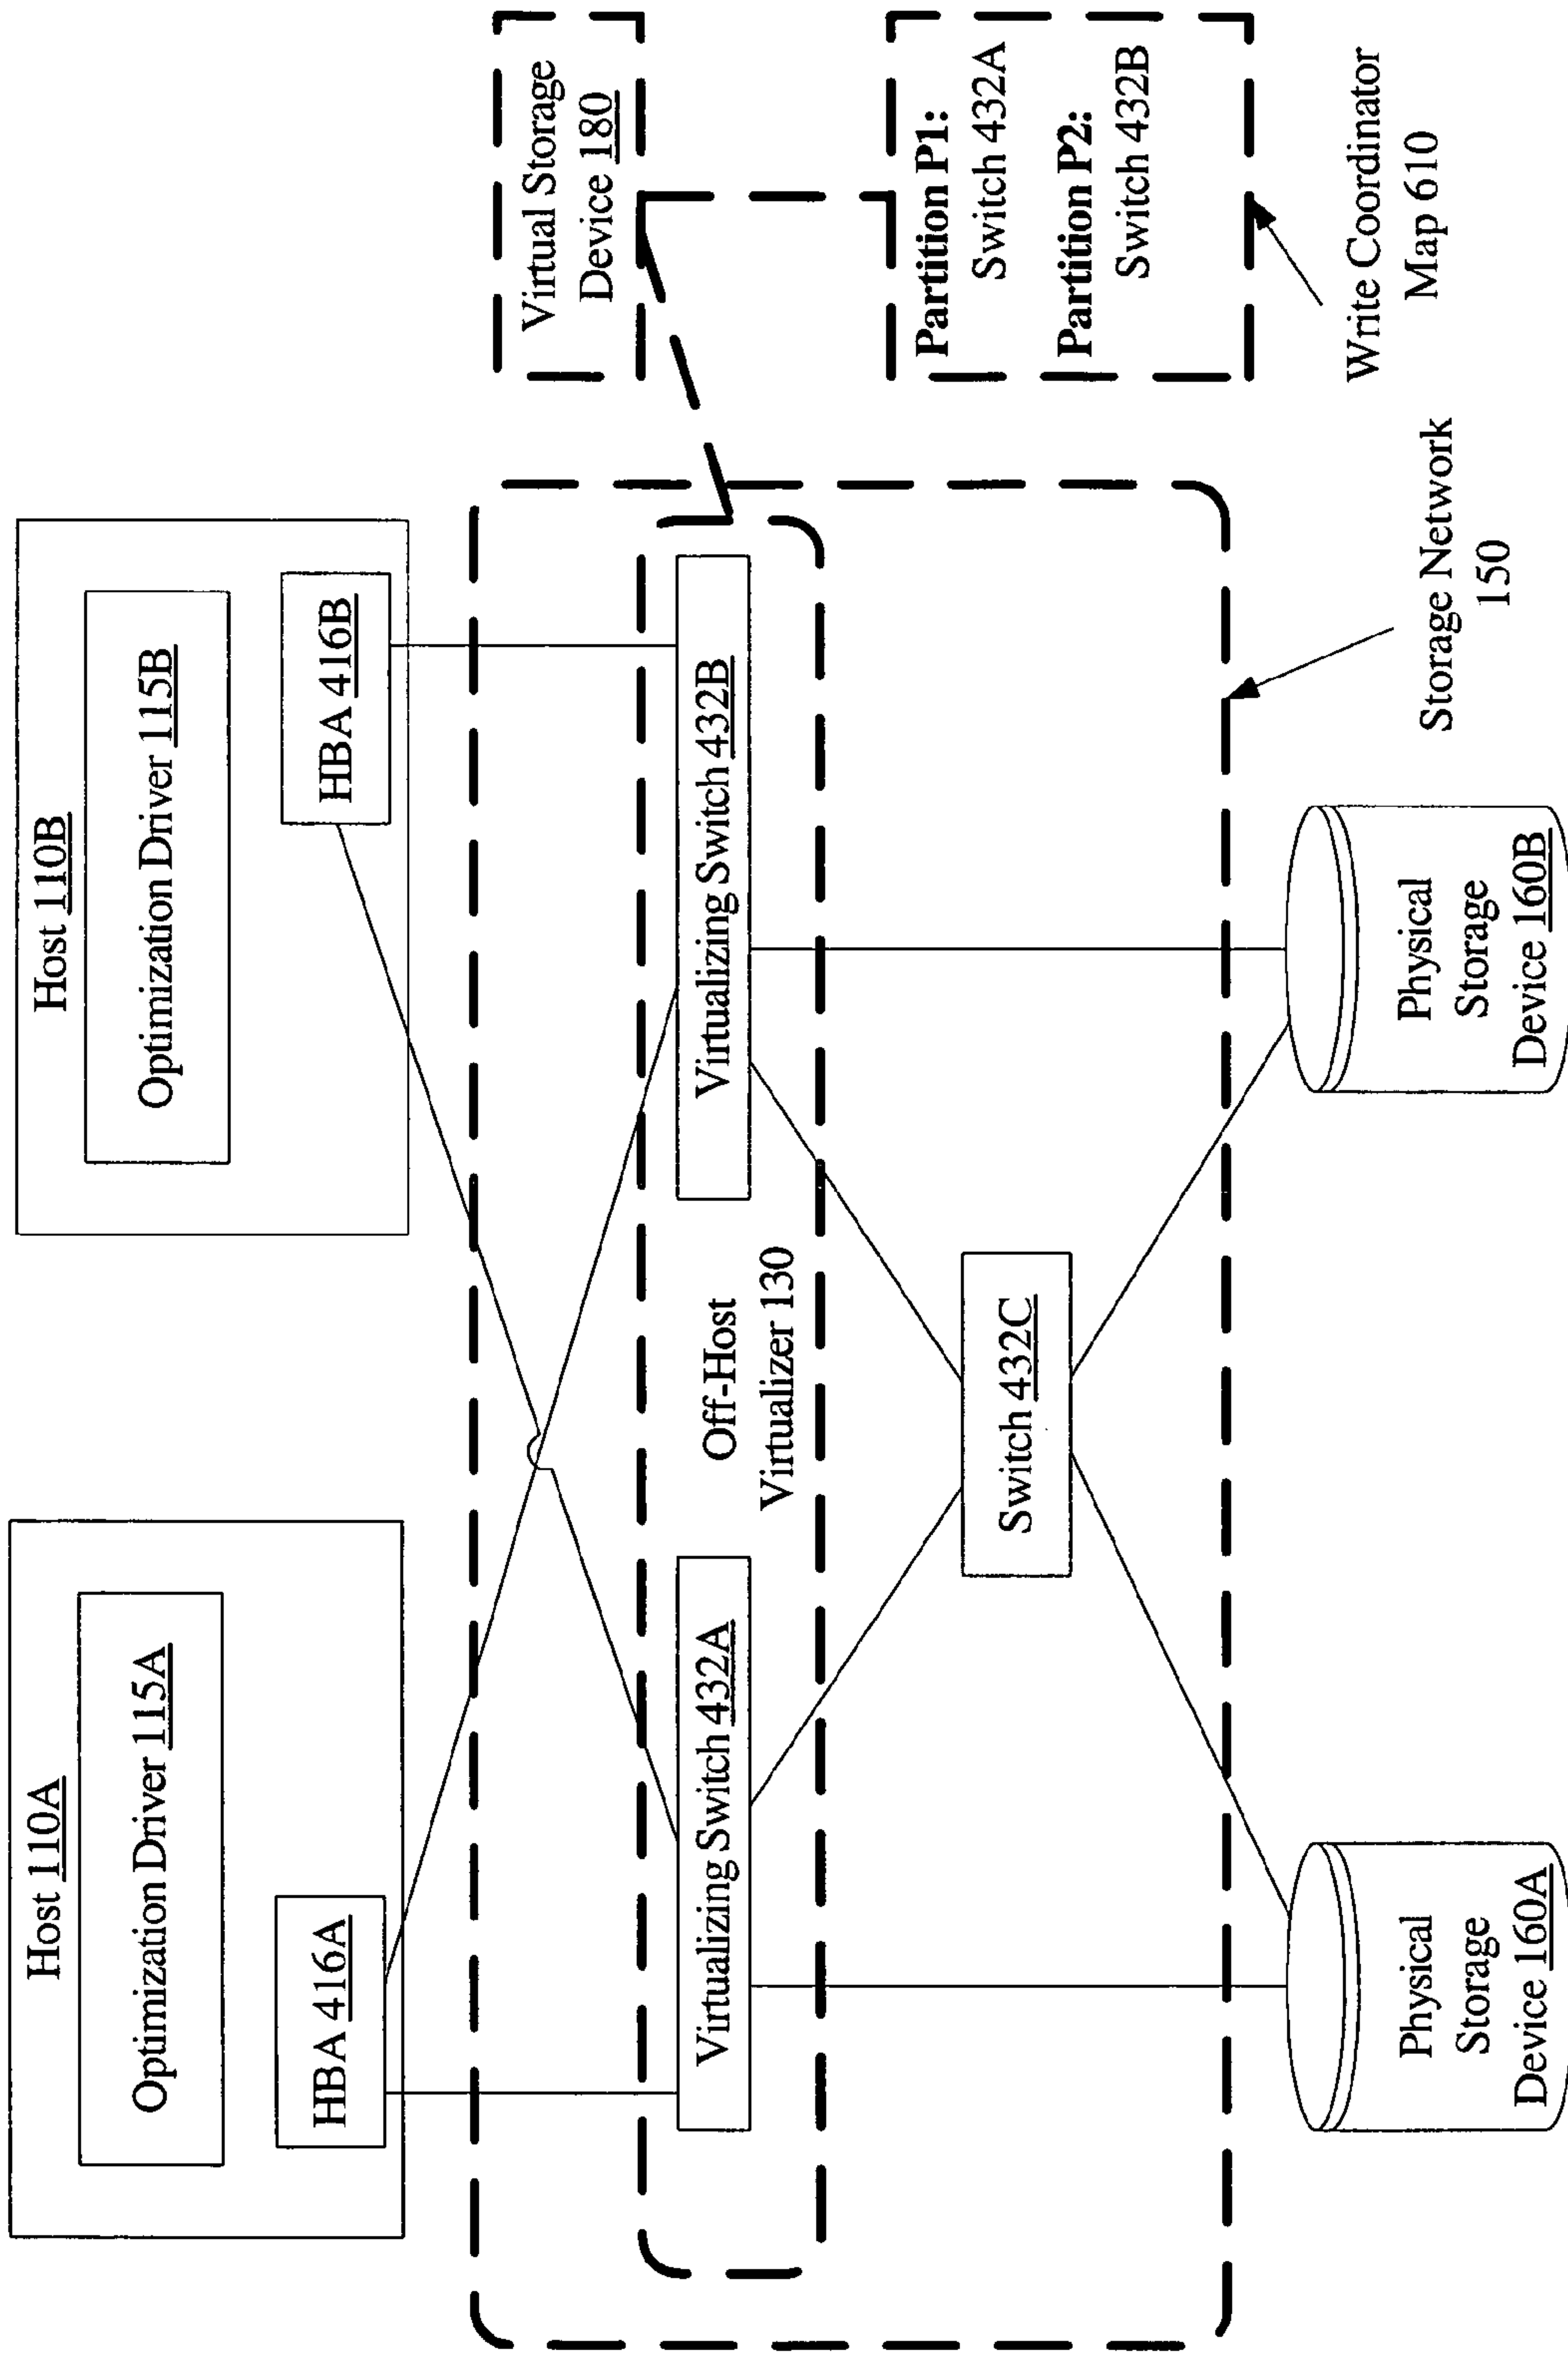 Host 110A
Optimization Driver 115A
HBA 416A
Host 110B
Optimization Driver 115B
HBA 416B
Virtual Storage
Device 180
Virtualizing Switch 432A
Off-Host
Virtualizer 130
Virtualizing Switch 432B
Partition P1:
Switch 432A
Partition P2:
Switch 432B
Switch 432C
Write Coordinator
Map 610
Storage Network
150
Physical
Storage
Device 160A
Physical
Storage
Device 160B